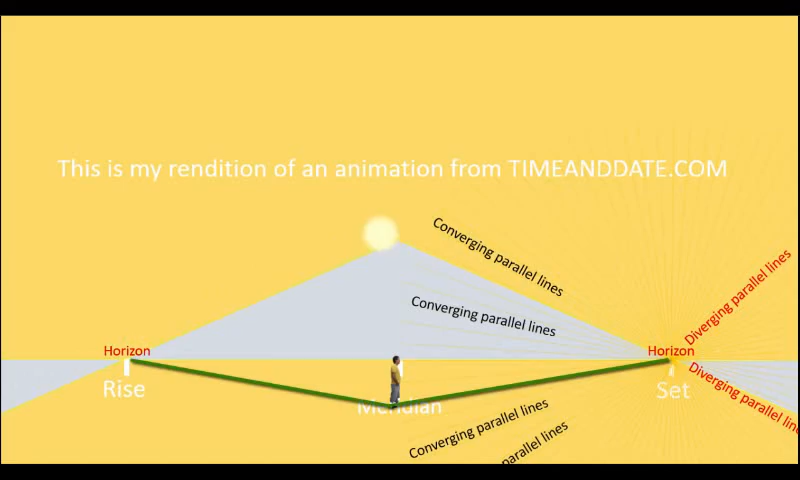 This is my rendition of an animation from TIMEANDDATE.COM
Converging parallel lines
Diverging parallel lines
Converging parallel lines
Horizon
Horizon
Rise
Set
Diverging parallel lines
Meridian
Converging parallel lines
parallel lines